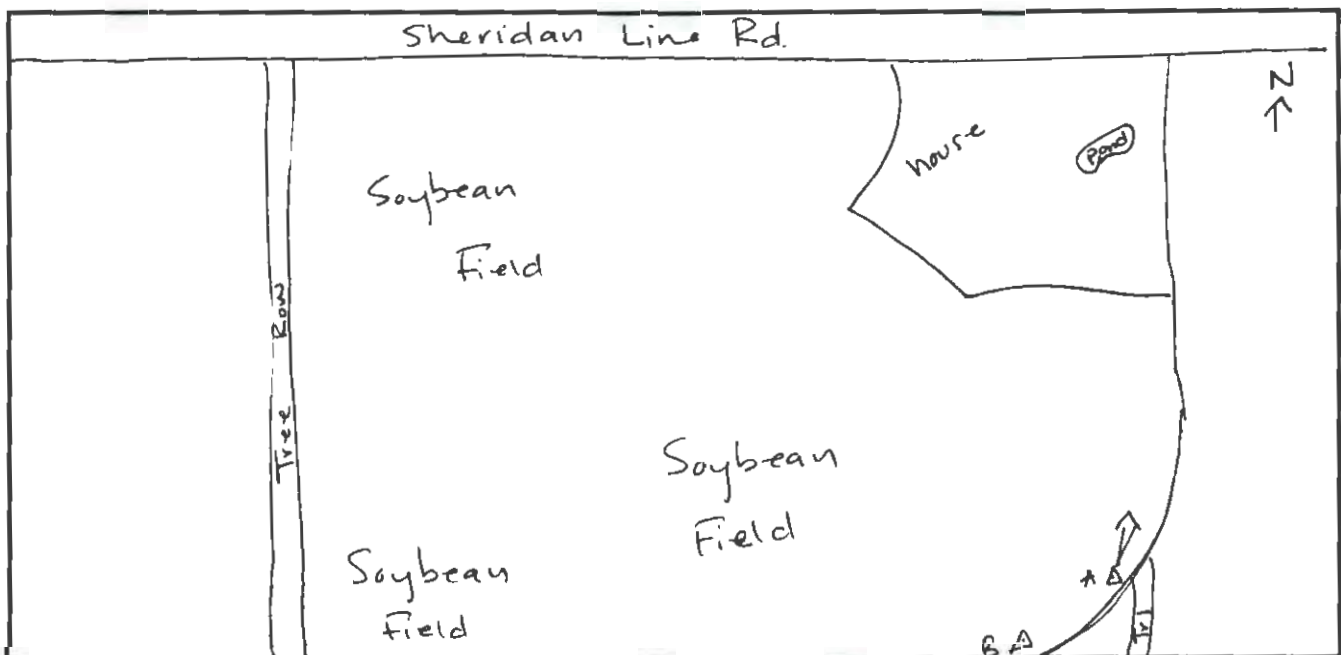 Sheridan Line Rd.
N
house
Pond
Soybean
Field
Tree Row
Soybean
Field
Soybean
Field
A
B